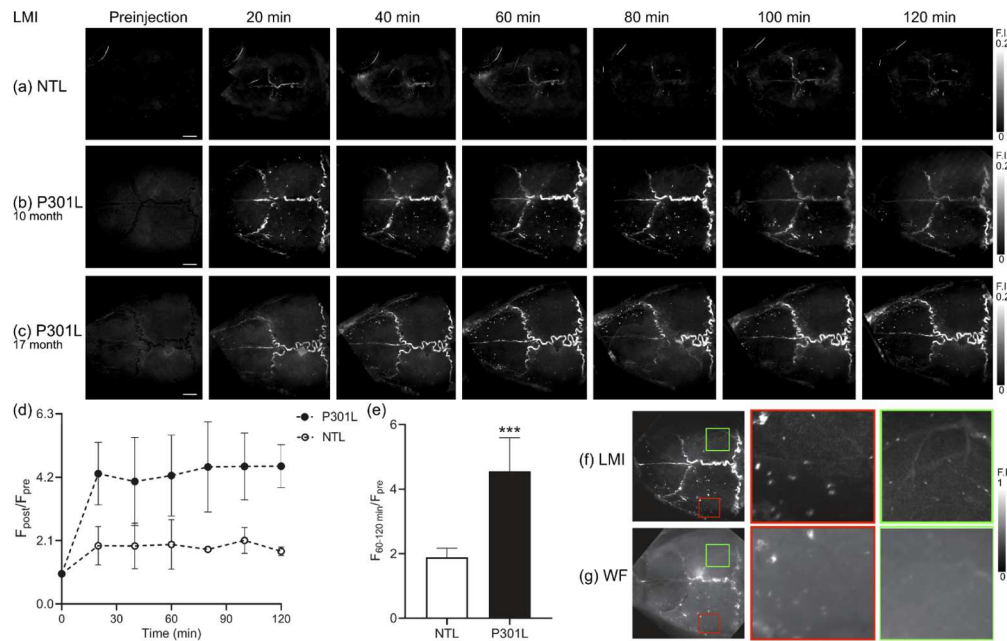 LMI Preinjection 20 min 40 min 60 min 80 min 100 min 120 min
(a) NTL
F.I.
0.2
0
(b) P301L
10 month
F.I.
0.2
0
(c) P301L
17 month
F.I.
0.2
0
(d)
6.3
4.2
2.1
0.0
Fpost/Fpre
0 30 60 90 120
Time (min)
P301L
NTL
(e)
***
6
4
2
0
F60-120 min/Fpre
NTL P301L
(f) LMI
(g) WF
F.I.
1
0